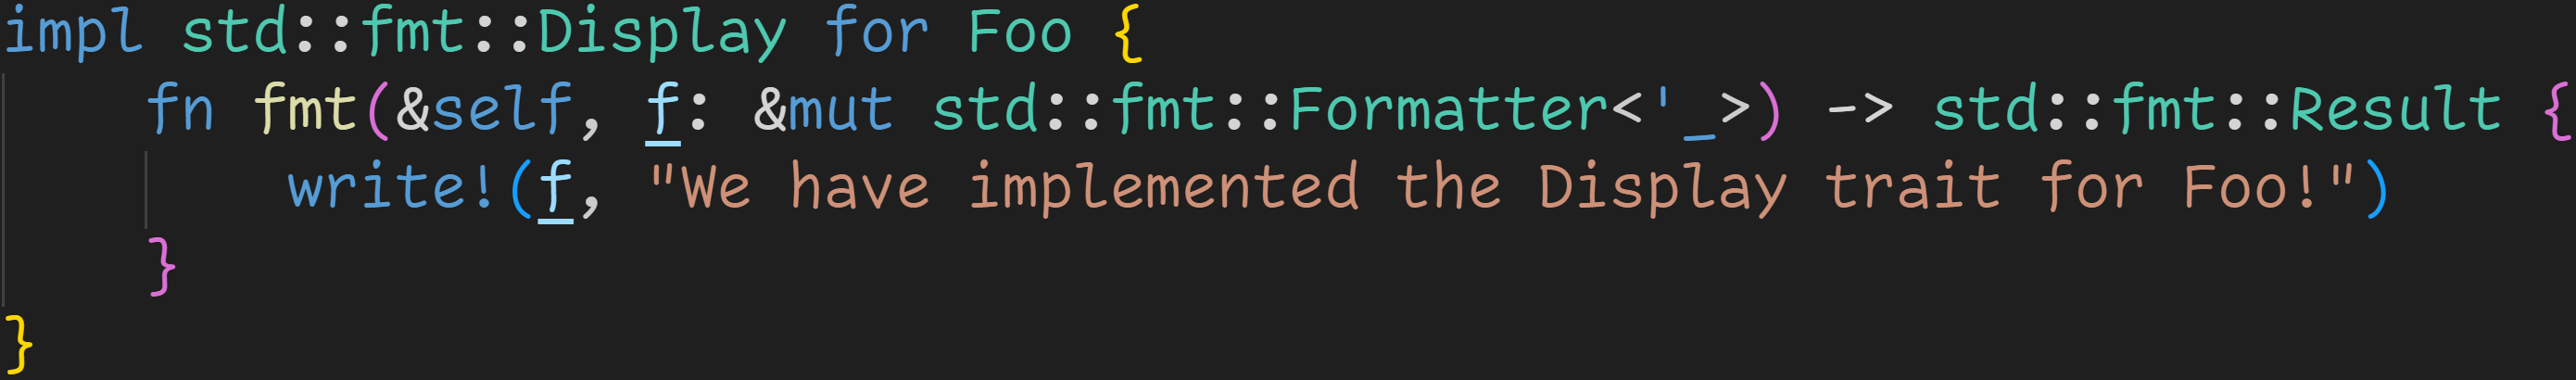 impl std::fmt::Display for Foo {
    fn fmt(&self, f: &mut std::fmt::Formatter<'_>) -> std::fmt::Result {
        write!(f, "We have implemented the Display trait for Foo!")
    }
}